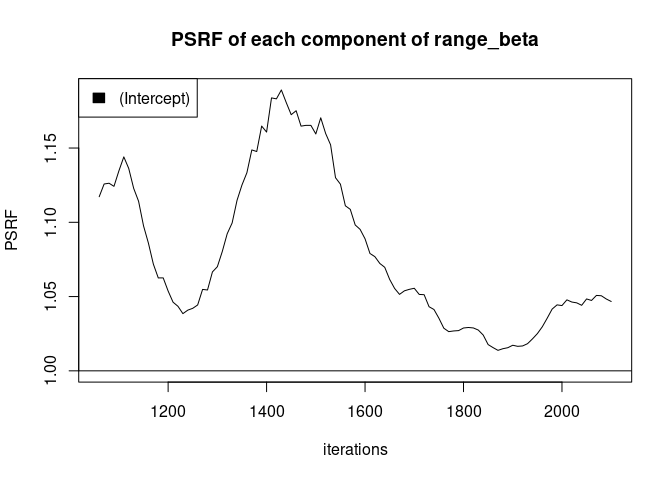 PSRF of each component of range_beta
(Intercept)
PSRF
1.15
1.10
1.05
1.00
1200 1400 1600 1800 2000
iterations